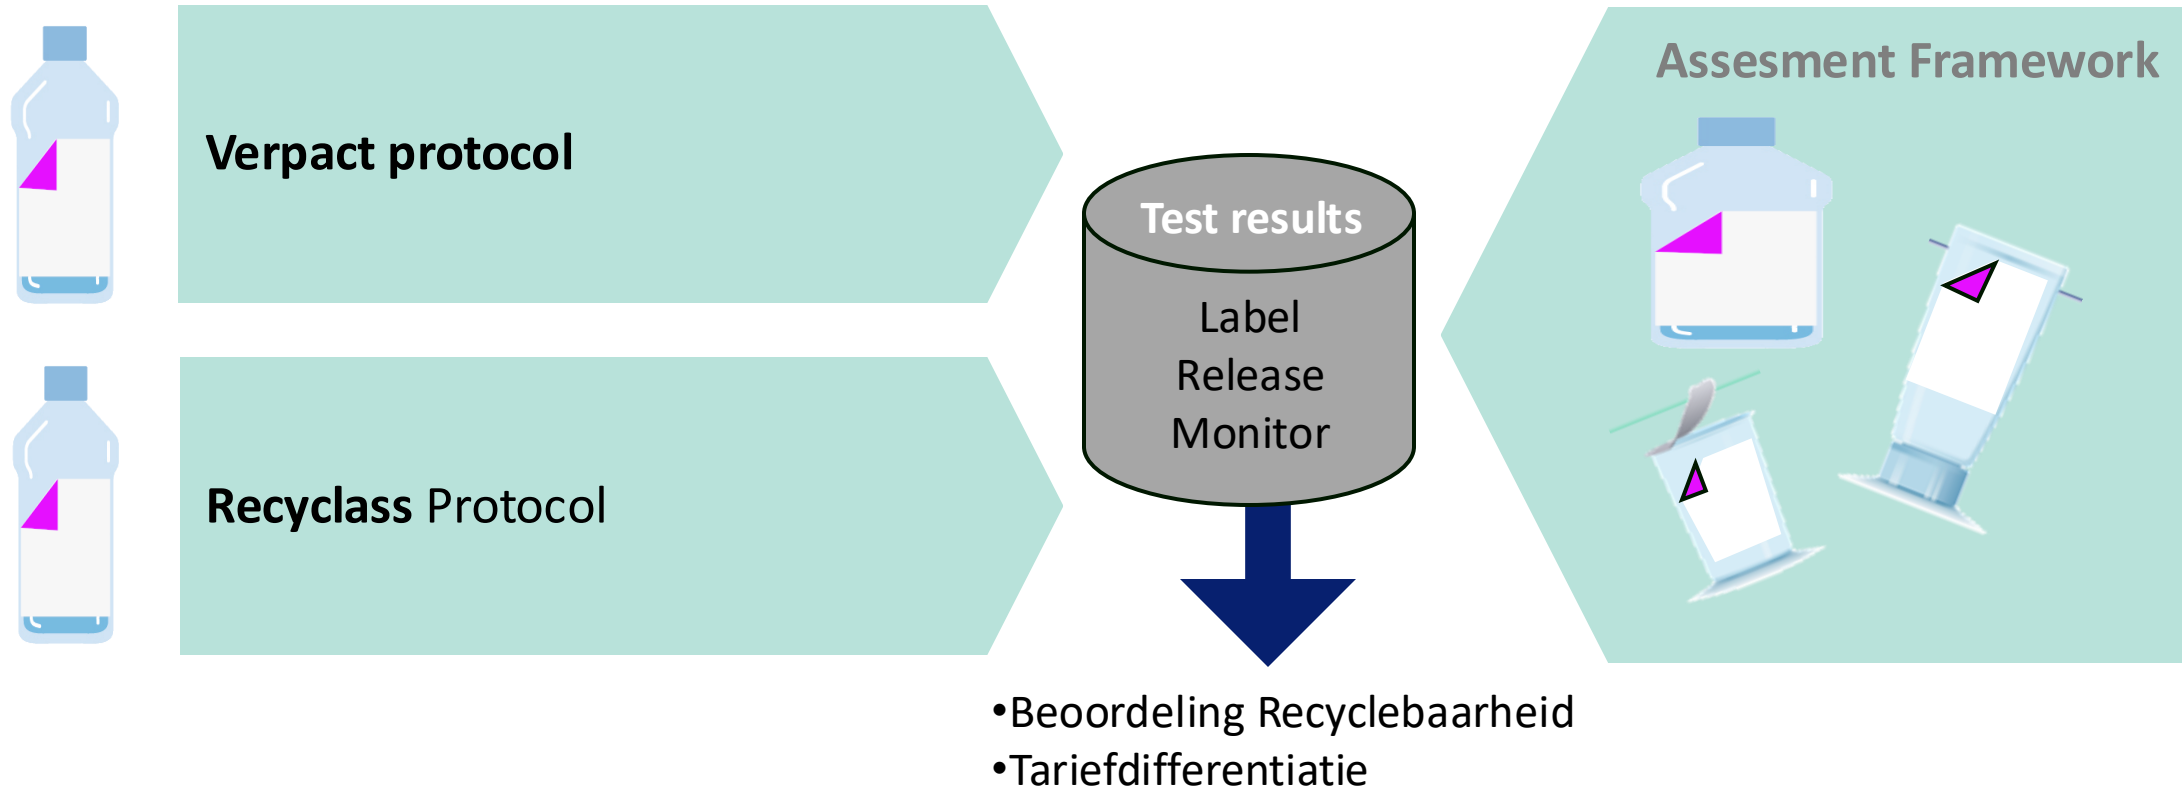 Assesment Framework
Verpact protocol
Test results
Label
Release
Monitor
Recyclass Protocol
•Beoordeling Recyclebaarheid
•Tariefdifferentiatie